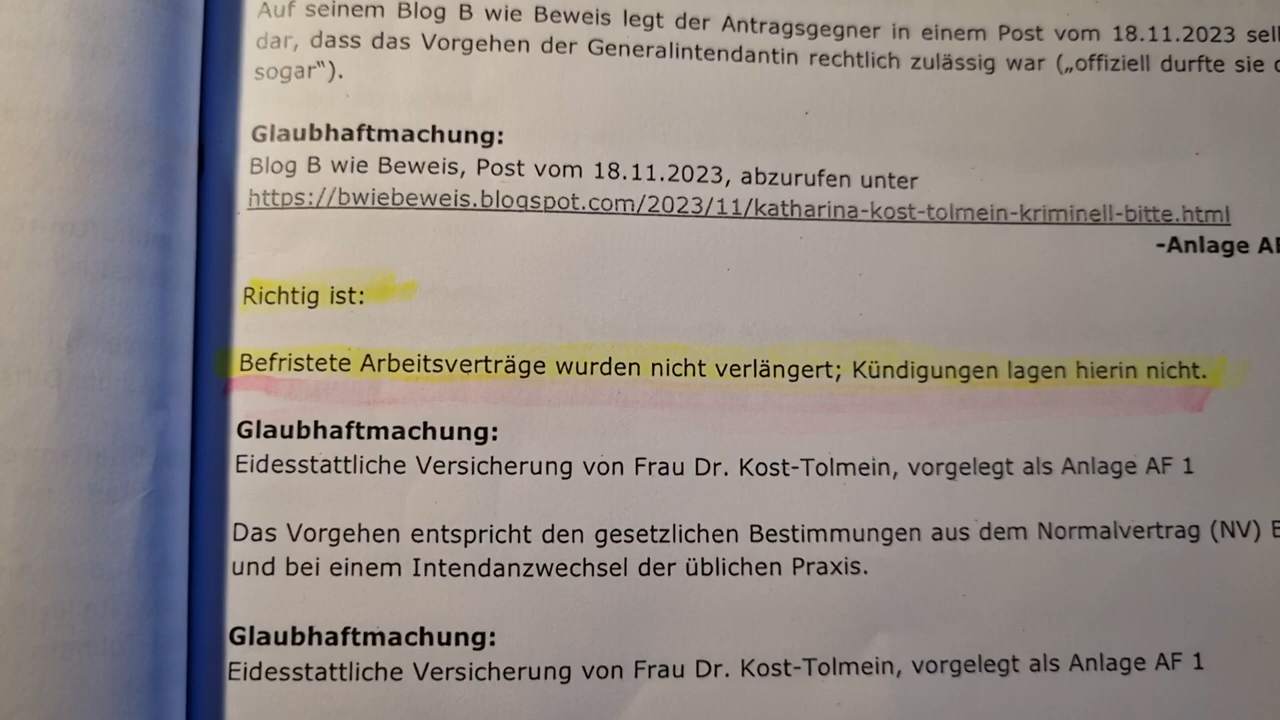 Auf seinem Blog B wie Beweis legt der Antragsgegner in einem Post vom 18.11.2023
dar, dass das Vorgehen der Generalintendantin rechtlich zulässig war („offiziell durfte sie
sogar“).
Glaubhaftmachung:
Blog B wie Beweis, Post vom 18.11.2023, abzurufen unter
https://bwiebeweis.blogspot.com/2023/11/katharina-kost-tolmein-kriminell-bitte.html
-Anlage
Richtig ist:
Befristete Arbeitsverträge wurden nicht verlängert; Kündigungen lagen hierin nicht.
Glaubhaftmachung:
Eidesstattliche Versicherung von Frau Dr. Kost-Tolmein, vorgelegt als Anlage AF 1
Das Vorgehen entspricht den gesetzlichen Bestimmungen aus dem Normalvertrag (NV)
und bei einem Intendanzwechsel der üblichen Praxis.
Glaubhaftmachung:
Eidesstattliche Versicherung von Frau Dr. Kost-Tolmein, vorgelegt als Anlage AF 1